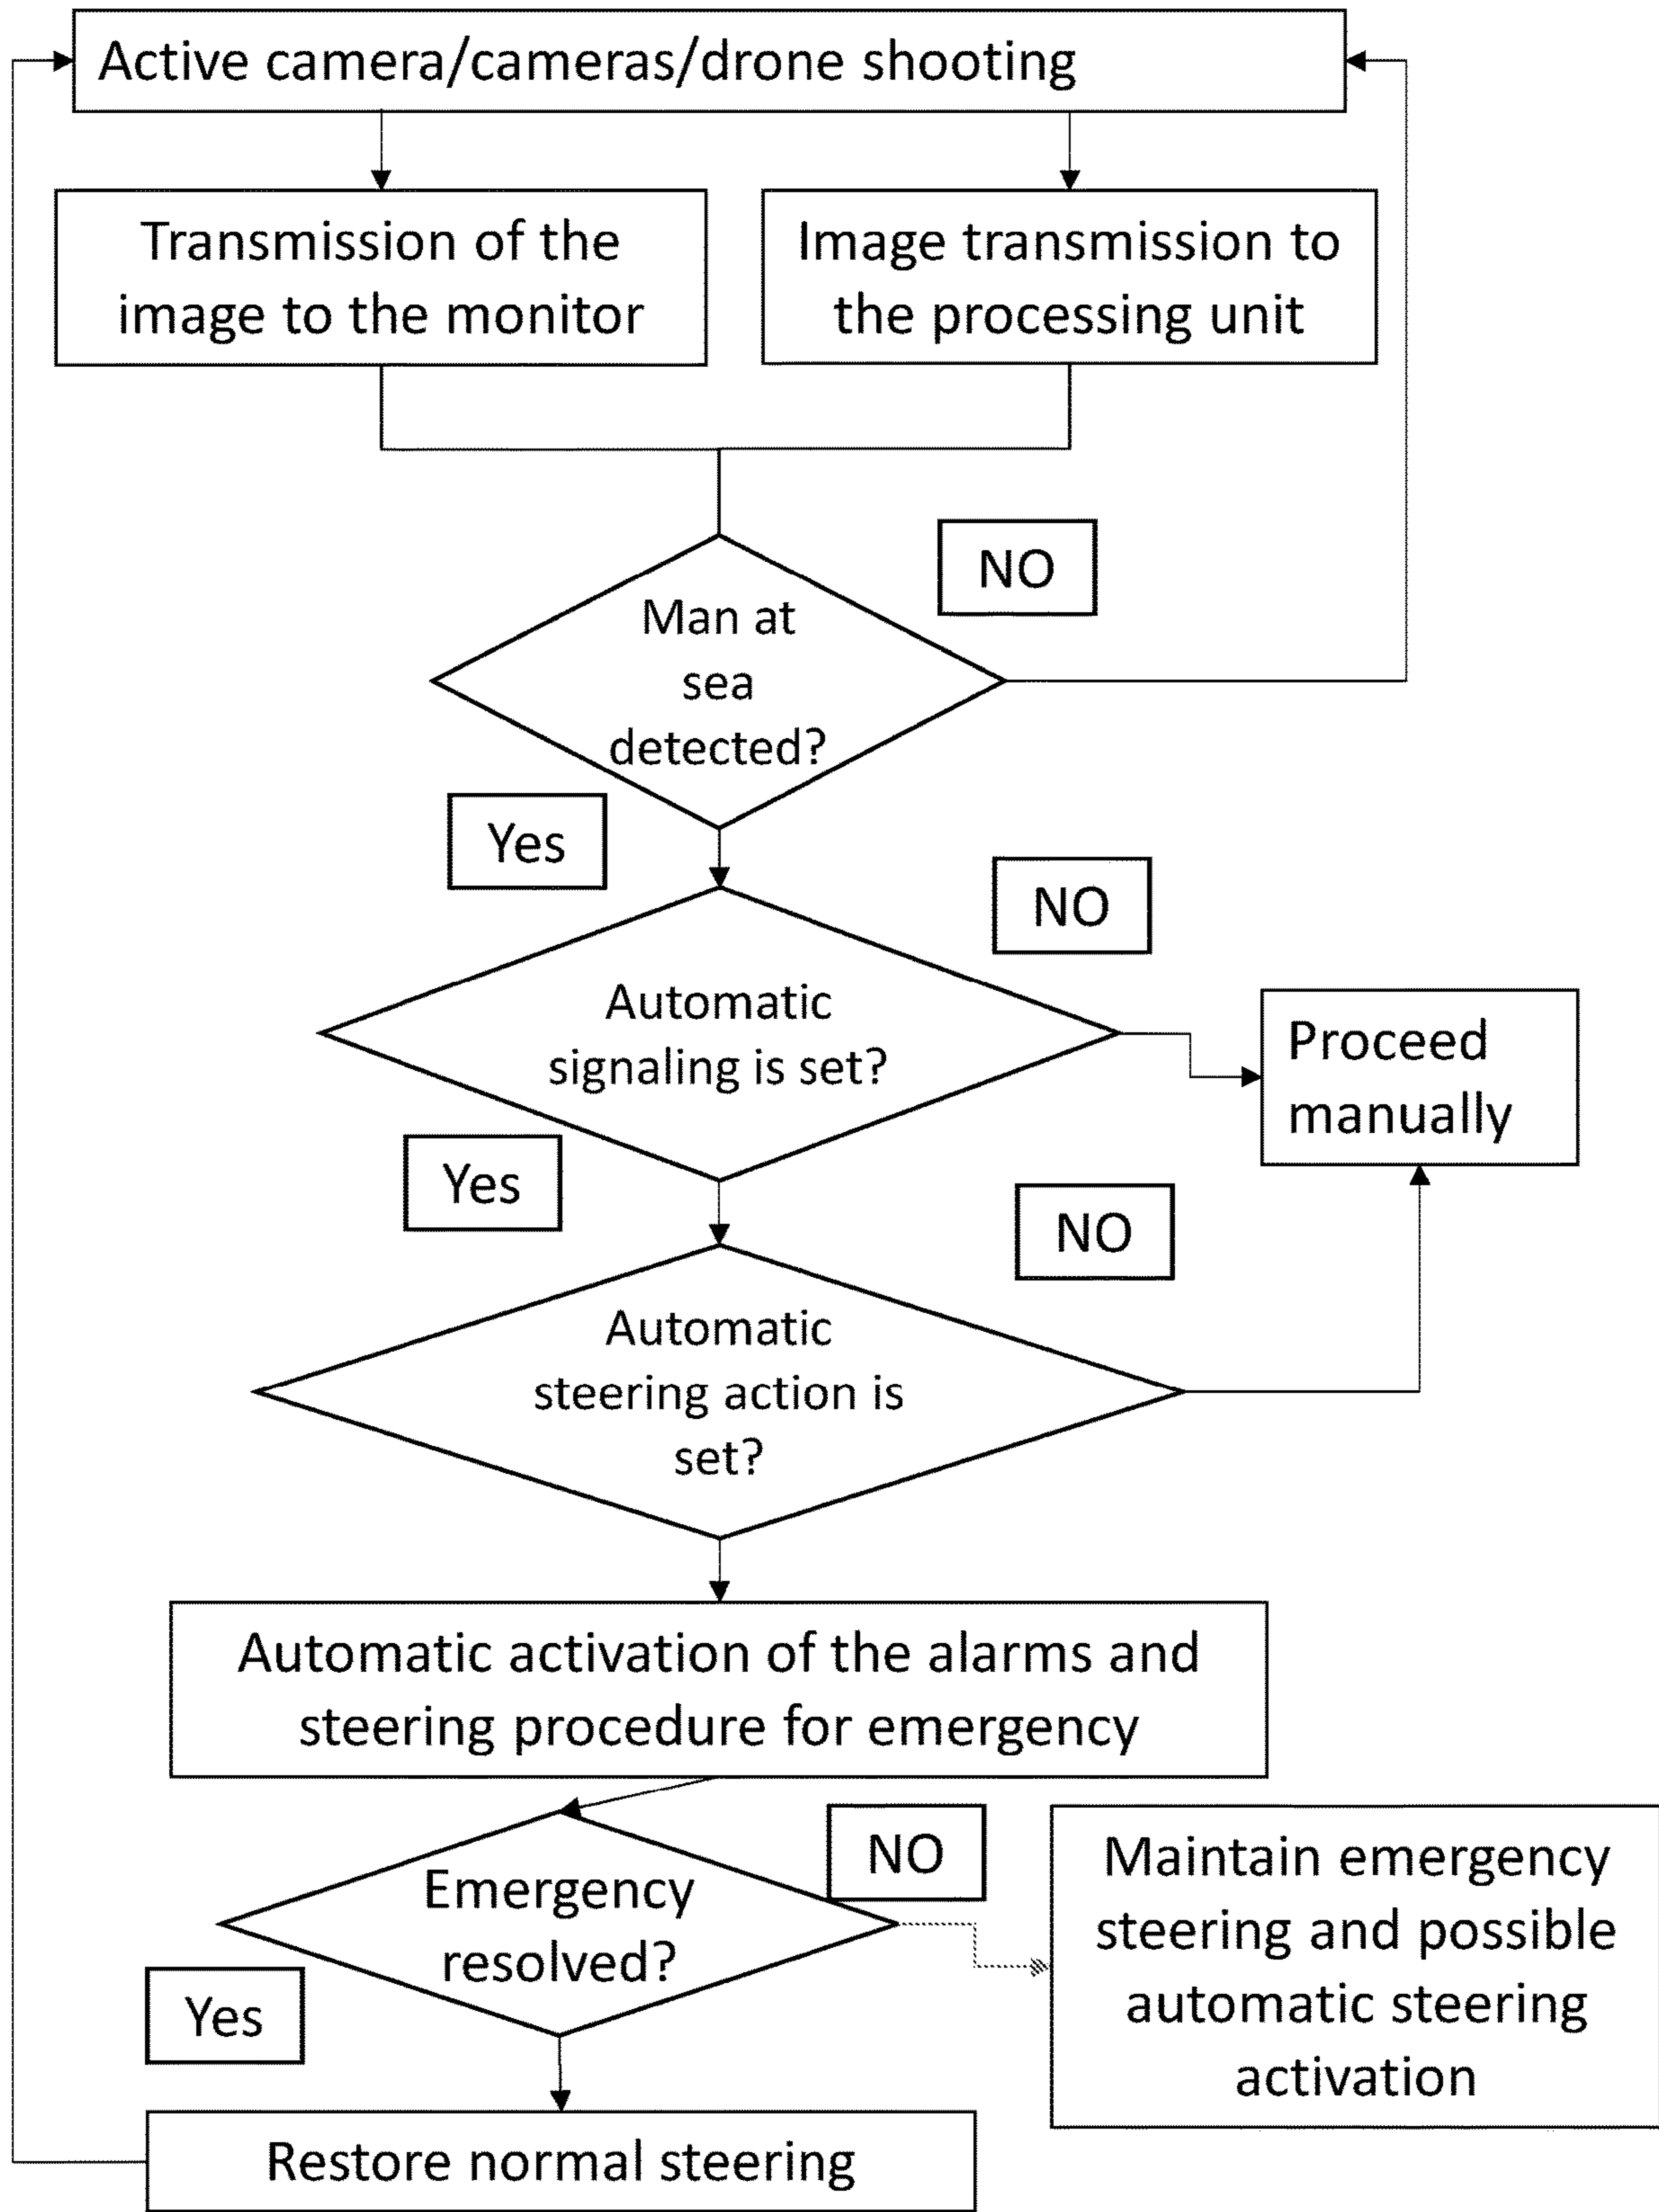 Active camera/cameras/drone shooting
Transmission of the
image to the monitor
Image transmission to
the processing unit
NO
Man at
sea
detected?
Yes
NO
Automatic
signaling is set?
Proceed
manually
Yes
NO
Automatic
steering action is
set?
Automatic activation of the alarms and
steering procedure for emergency
NO
Emergency
resolved?
Maintain emergency
steering and possible
automatic steering
activation
Yes
Restore normal steering